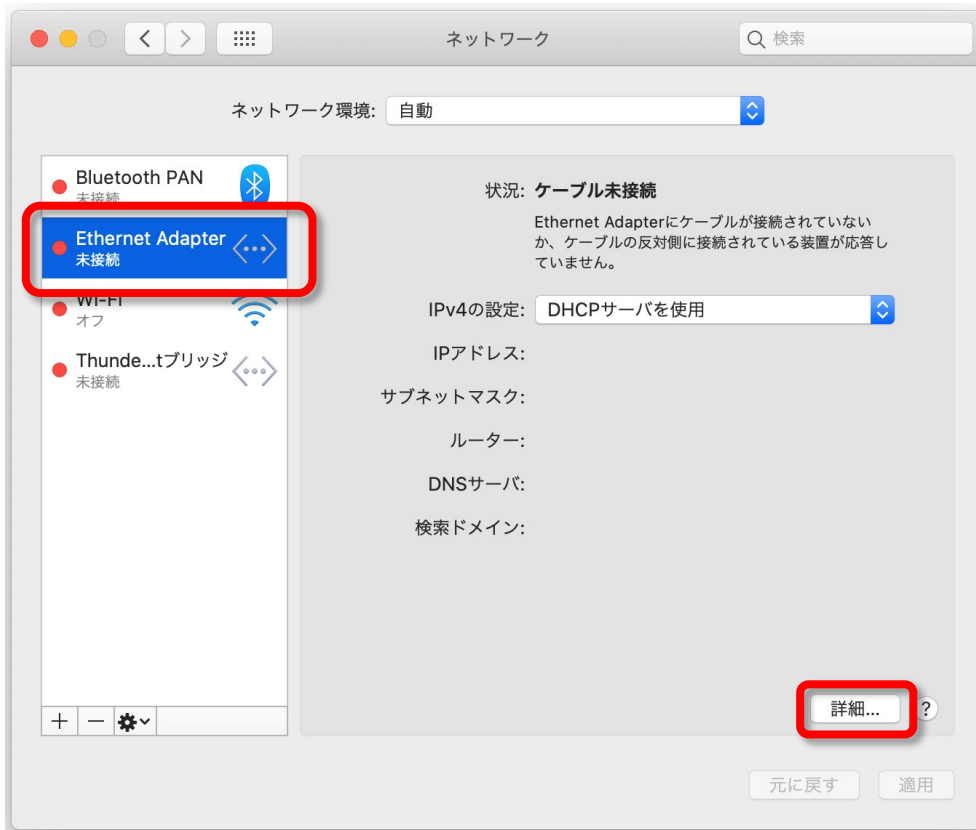 ネットワーク
検索
ネットワーク環境: 自動
Bluetooth PAN
未接続
Ethernet Adapter
未接続
Wi-Fi
オフ
Thunde...tブリッジ
未接続
状況: ケーブル未接続
Ethernet Adapterにケーブルが接続されていない
か、ケーブルの反対側に接続されている装置が応答し
ていません。
IPv4の設定: DHCPサーバを使用
IPアドレス:
サブネットマスク:
ルーター:
DNSサーバ:
検索ドメイン:
詳細...
?
元に戻す
適用